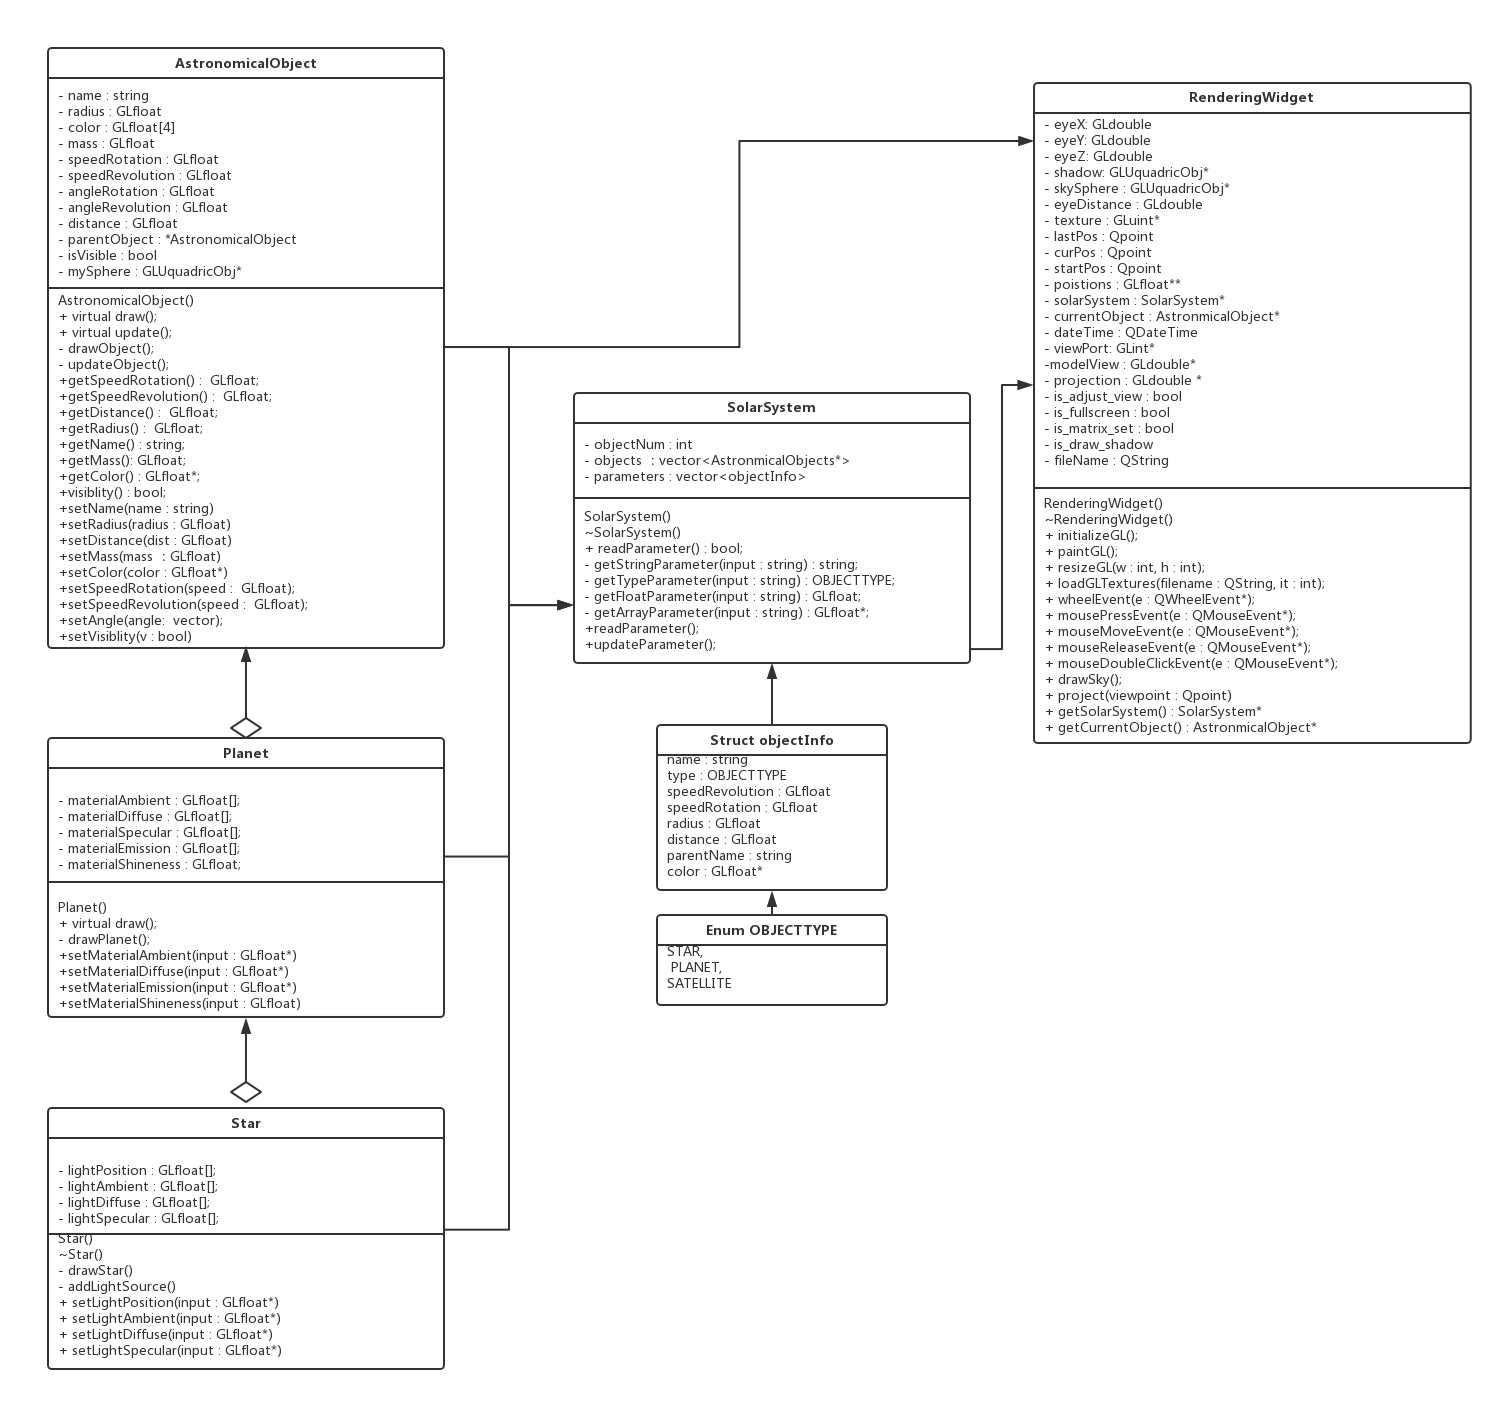 AstronomicalObject
- name : string
- radius : GLfloat
- color : GLfloat[4]
- mass : GLfloat
- speedRotation : GLfloat
- speedRevolution : GLfloat
- angleRotation : GLfloat
- angleRevolution : GLfloat
- distance : GLfloat
- parentObject : *AstronomicalObject
- isVisible : bool
- mySphere : GLUquadricObj*
AstronomicalObject()
+ virtual draw();
+ virtual update();
- drawObject();
- updateObject();
+getSpeedRotation() :  GLfloat;
+getSpeedRevolution() :  GLfloat;
+getDistance() :  GLfloat;
+getRadius() :  GLfloat;
+getName() : string;
+getMass(): GLfloat;
+getColor() : GLfloat*;
+visiblity() : bool;
+setName(name : string)
+setRadius(radius : GLfloat)
+setDistance(dist : GLfloat)
+setMass(mass  : GLfloat)
+setColor(color : GLfloat*)
+setSpeedRotation(speed :  GLfloat);
+setSpeedRevolution(speed :  GLfloat);
+setAngle(angle:  vector);
+setVisiblity(v : bool)
Planet
- materialAmbient : GLfloat[];
- materialDiffuse : GLfloat[];
- materialSpecular : GLfloat[];
- materialEmission : GLfloat[];
- materialShineness : GLfloat;
Planet()
+ virtual draw();
- drawPlanet();
+setMaterialAmbient(input : GLfloat*)
+setMaterialDiffuse(input : GLfloat*)
+setMaterialEmission(input : GLfloat*)
+setMaterialShineness(input : GLfloat)
Star
- lightPosition : GLfloat[];
- lightAmbient : GLfloat[];
- lightDiffuse : GLfloat[];
- lightSpecular : GLfloat[];
Star()
~Star()
- drawStar()
- addLightSource()
+ setLightPosition(input : GLfloat*)
+ setLightAmbient(input : GLfloat*)
+ setLightDiffuse(input : GLfloat*)
+ setLightSpecular(input : GLfloat*)
SolarSystem
- objectNum : int
- objects  : vector<AstronmicalObjects*>
- parameters : vector<objectInfo>
SolarSystem()
~SolarSystem()
+ readParameter() : bool;
- getStringParameter(input : string) : string;
- getTypeParameter(input : string) : OBJECTTYPE;
- getFloatParameter(input : string) : GLfloat;
- getArrayParameter(input : string) : GLfloat*;
+readParameter();
+updateParameter();
Struct objectInfo
name : string
type : OBJECTTYPE
speedRevolution : GLfloat
speedRotation : GLfloat
radius : GLfloat
distance : GLfloat
parentName : string
color : GLfloat*
Enum OBJECTTYPE
STAR,
PLANET,
SATELLITE
RenderingWidget
- eyeX: GLdouble
- eyeY: GLdouble
- eyeZ: GLdouble
- shadow: GLUquadricObj*
- skySphere : GLUquadricObj*
- eyeDistance : GLdouble
- texture : GLuint*
- lastPos : Qpoint
- curPos : Qpoint
- startPos : Qpoint
- poistions : GLfloat**
- solarSystem : SolarSystem*
- currentObject : AstronmicalObject*
- dateTime : QDateTime
- viewPort: GLint*
-modelView : GLdouble*
- projection : GLdouble *
- is_adjust_view : bool
- is_fullscreen : bool
- is_matrix_set : bool
- is_draw_shadow
- fileName : QString
RenderingWidget()
~RenderingWidget()
+ initializeGL();
+ paintGL();
+ resizeGL(w : int, h : int);
+ loadGLTextures(filename : QString, it : int);
+ wheelEvent(e : QWheelEvent*);
+ mousePressEvent(e : QMouseEvent*);
+ mouseMoveEvent(e : QMouseEvent*);
+ mouseReleaseEvent(e : QMouseEvent*);
+ mouseDoubleClickEvent(e : QMouseEvent*);
+ drawSky();
+ project(viewpoint : Qpoint)
+ getSolarSystem() : SolarSystem*
+ getCurrentObject() : AstronmicalObject*